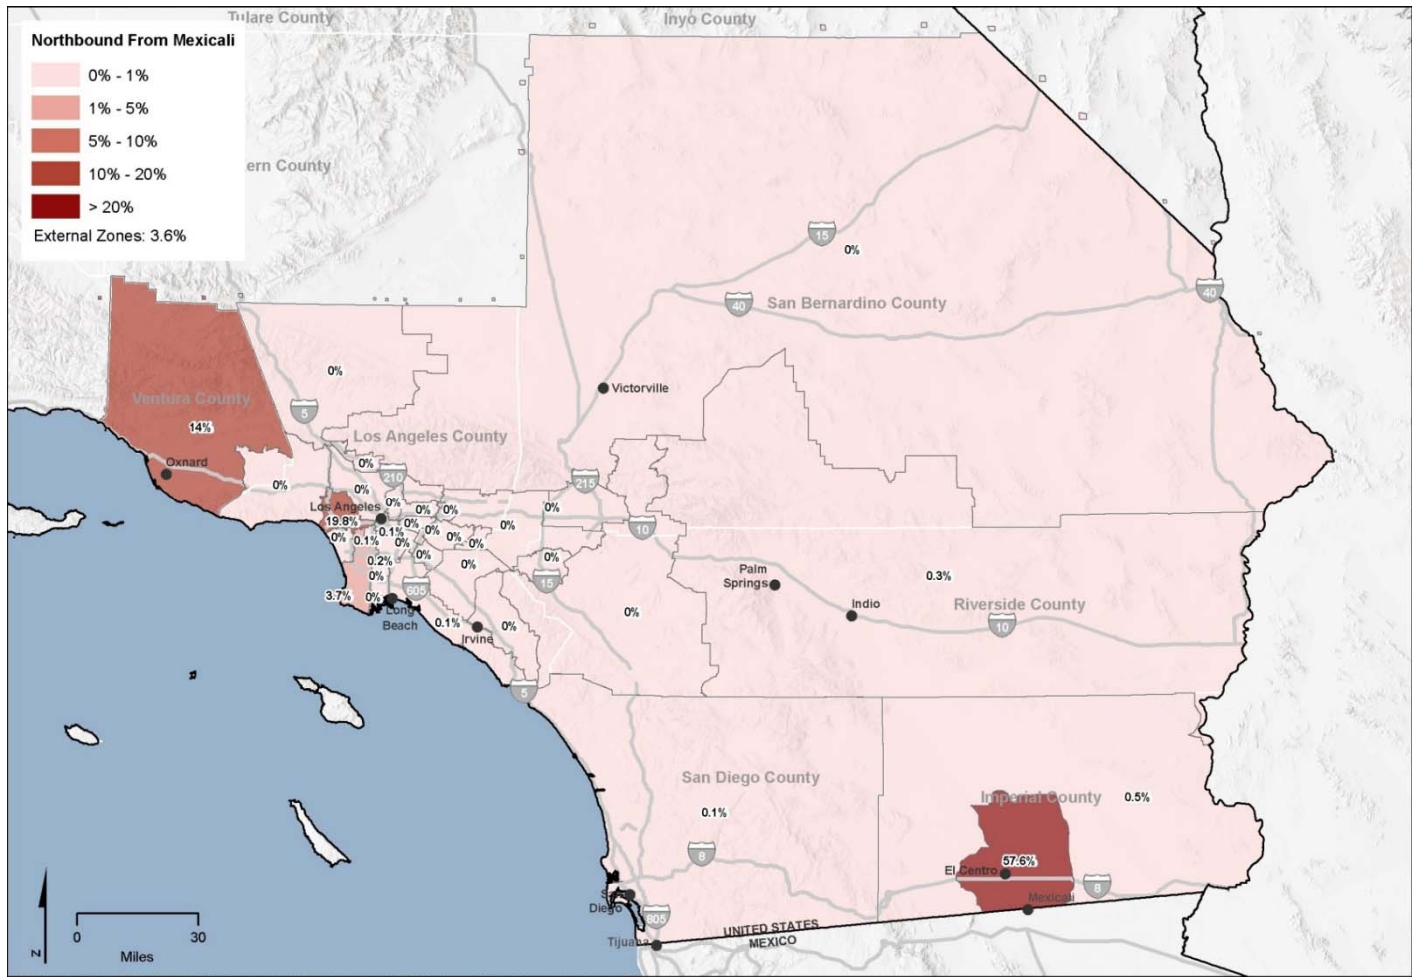 Tulare County
Inyo County
Northbound From Mexicali
0% - 1%
1% - 5%
5% - 10%
10% - 20%
> 20%
External Zones: 3.6%
ern County
15
0%
40
San Bernardino County
40
0%
Victorville
5
Ventura County
14%
Los Angeles County
Oxnard
0%
210
215
0%
0%
0%
0%
0%
0%
0%
Los Angeles
19.8%
0%
0%
10
0%
0.1%
0%
0%
0.1%
0%
0%
0%
0.2%
0%
0%
0%
0%
15
Palm
Springs
0.3%
3.7%
0%
605
Long
Beach
0.1%
Irvine
0%
0%
Indio
Riverside County
10
5
San Diego County
0.1%
Imperial County
0.5%
8
57.6%
El Centro
8
San
Diego
Mexicali
805
Tijuana
UNITED STATES
MEXICO
N
0
30
Miles